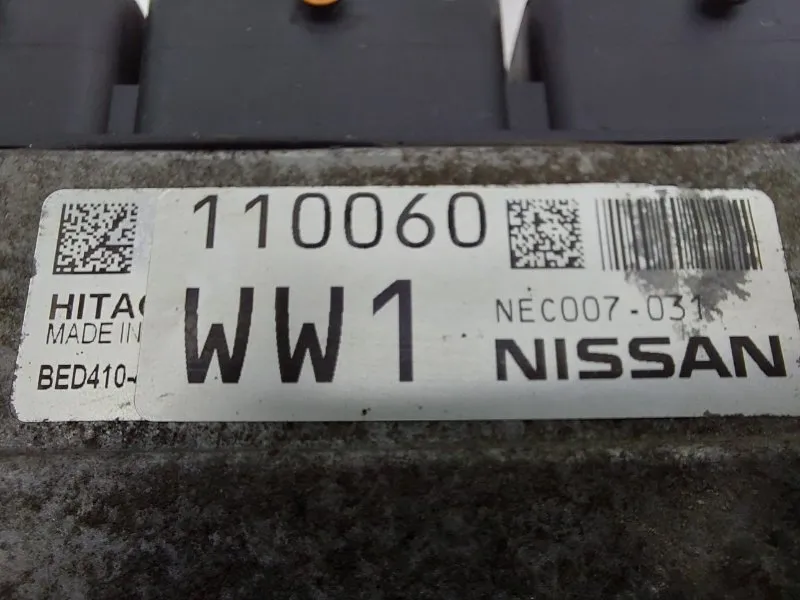 110060
HITAC
MADE IN
BED410-
WW1
NEC007-031
NISSAN